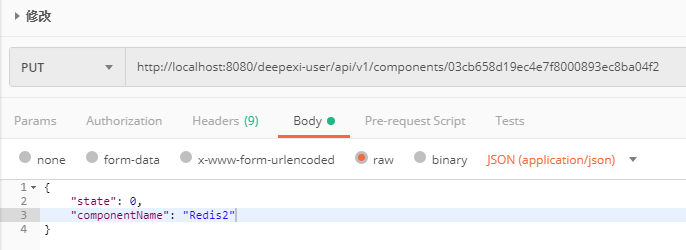 修改
PUT http://localhost:8080/deepexi-user/api/v1/components/03cb658d19ec4e7f8000893ec8ba04f2
Params Authorization Headers (9) Body Pre-request Script Tests
none form-data x-www-form-urlencoded raw binary JSON (application/json)
1 {
2 "state": 0,
3 "componentName": "Redis2"
4 }